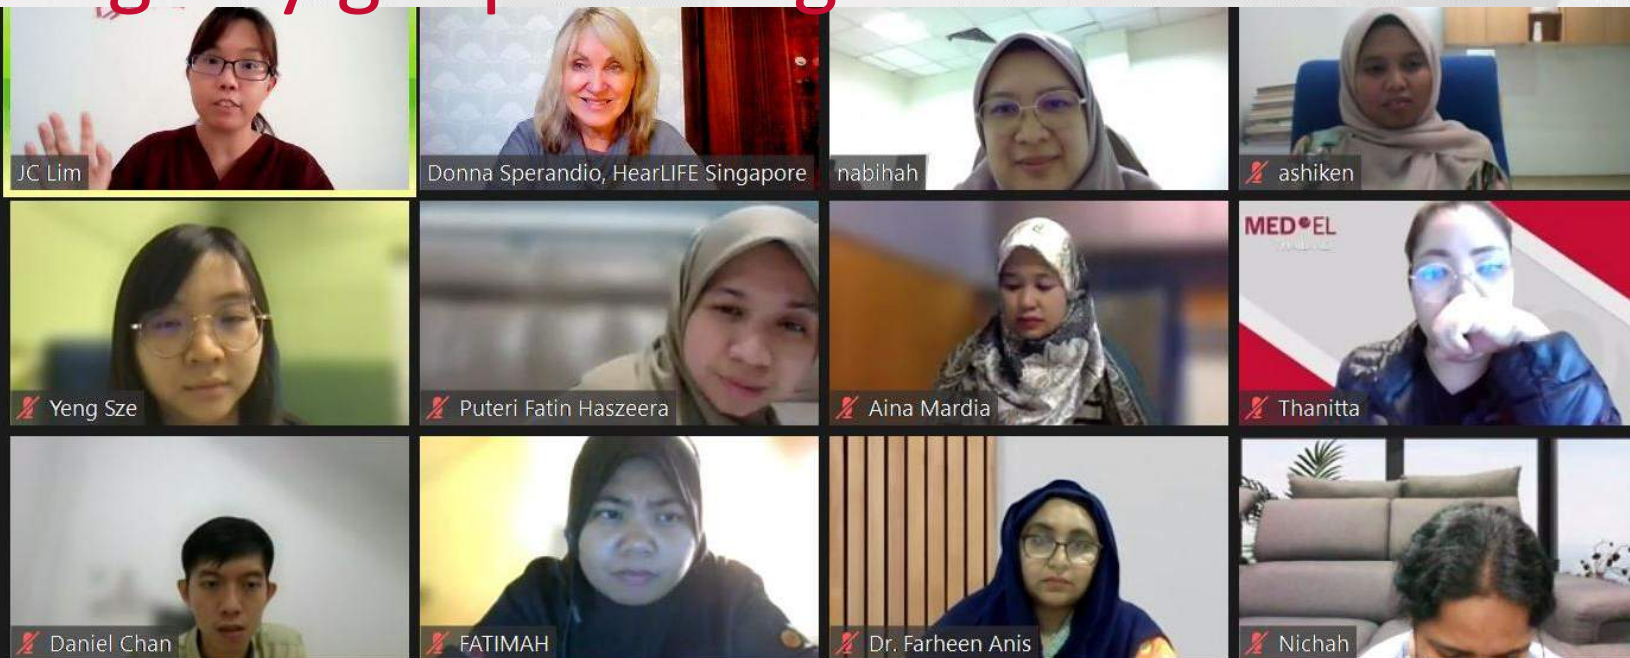 JC Lim
Donna Sperandio, HearLIFE Singapore
nabihah
ashiken
MED EL
Yeng Sze
Puteri Fatin Haszeera
Aina Mardia
Thanitta
Daniel Chan
FATIMAH
Dr. Farheen Anis
Nichah